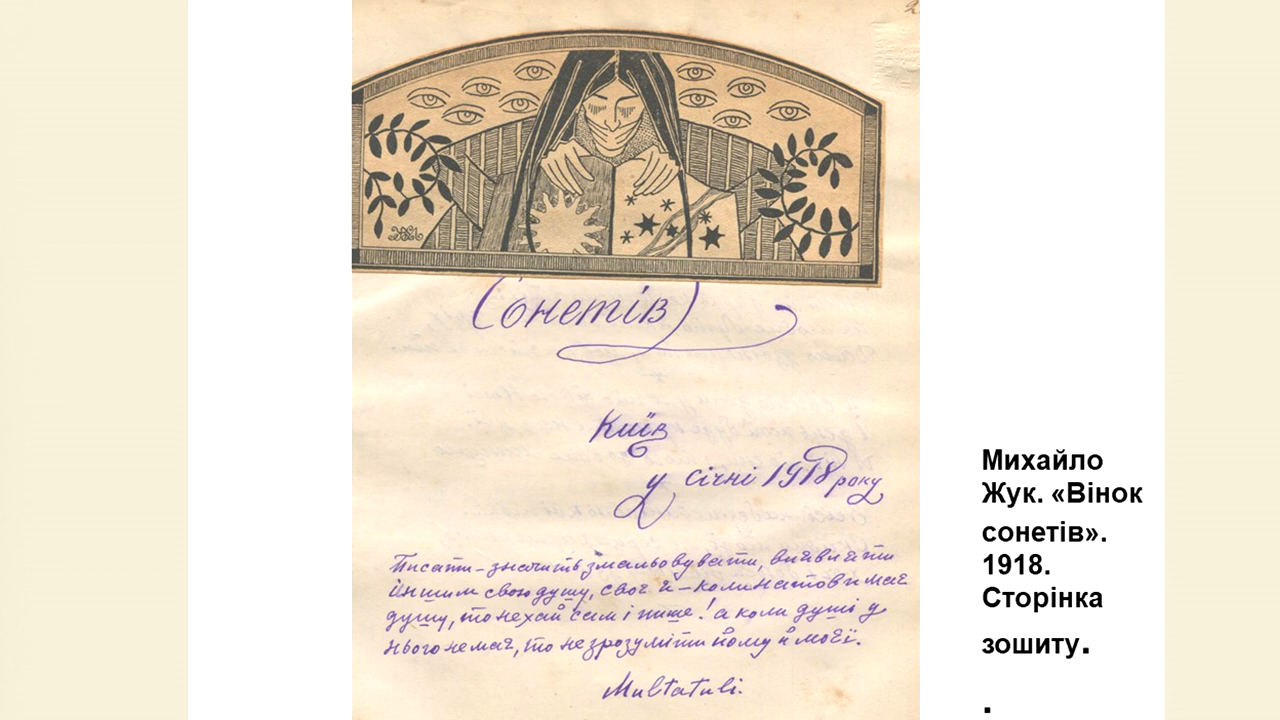 Сонетів
Київ
у січні 1918 року
Писати – значить змальовувати, виявляти
іншим свою душу, своє я – коли натовп має
душу, то нехай сам і пише! а коли душі у
нього немає, то не зрозуміти йому й моєї.
Multatuli.
Михайло
Жук. «Вінок
сонетів».
1918.
Сторінка
зошиту.
.